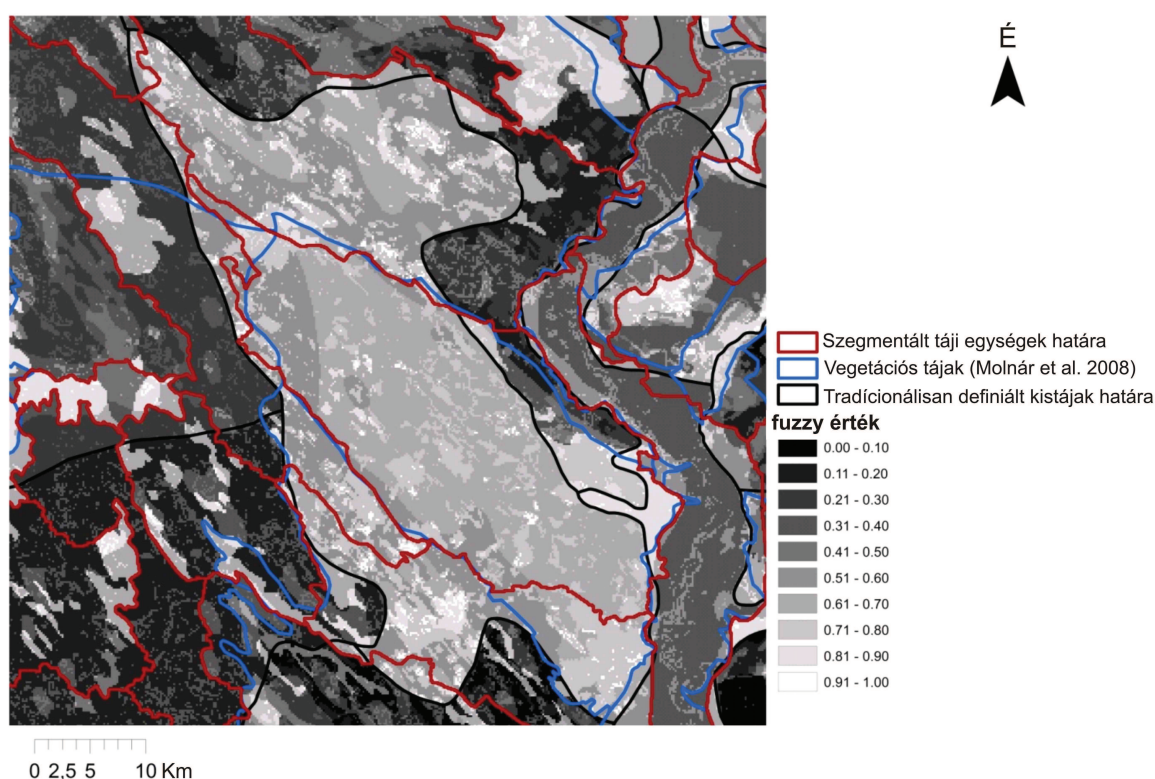 É
Szegmentált táji egységek határa
Vegetációs tájak (Molnár et al. 2008)
Tradícionálisan definiált kistájak határa
fuzzy érték
0.00 - 0.10
0.11 - 0.20
0.21 - 0.30
0.31 - 0.40
0.41 - 0.50
0.51 - 0.60
0.61 - 0.70
0.71 - 0.80
0.81 - 0.90
0.91 - 1.00
0 2,5 5 10 Km